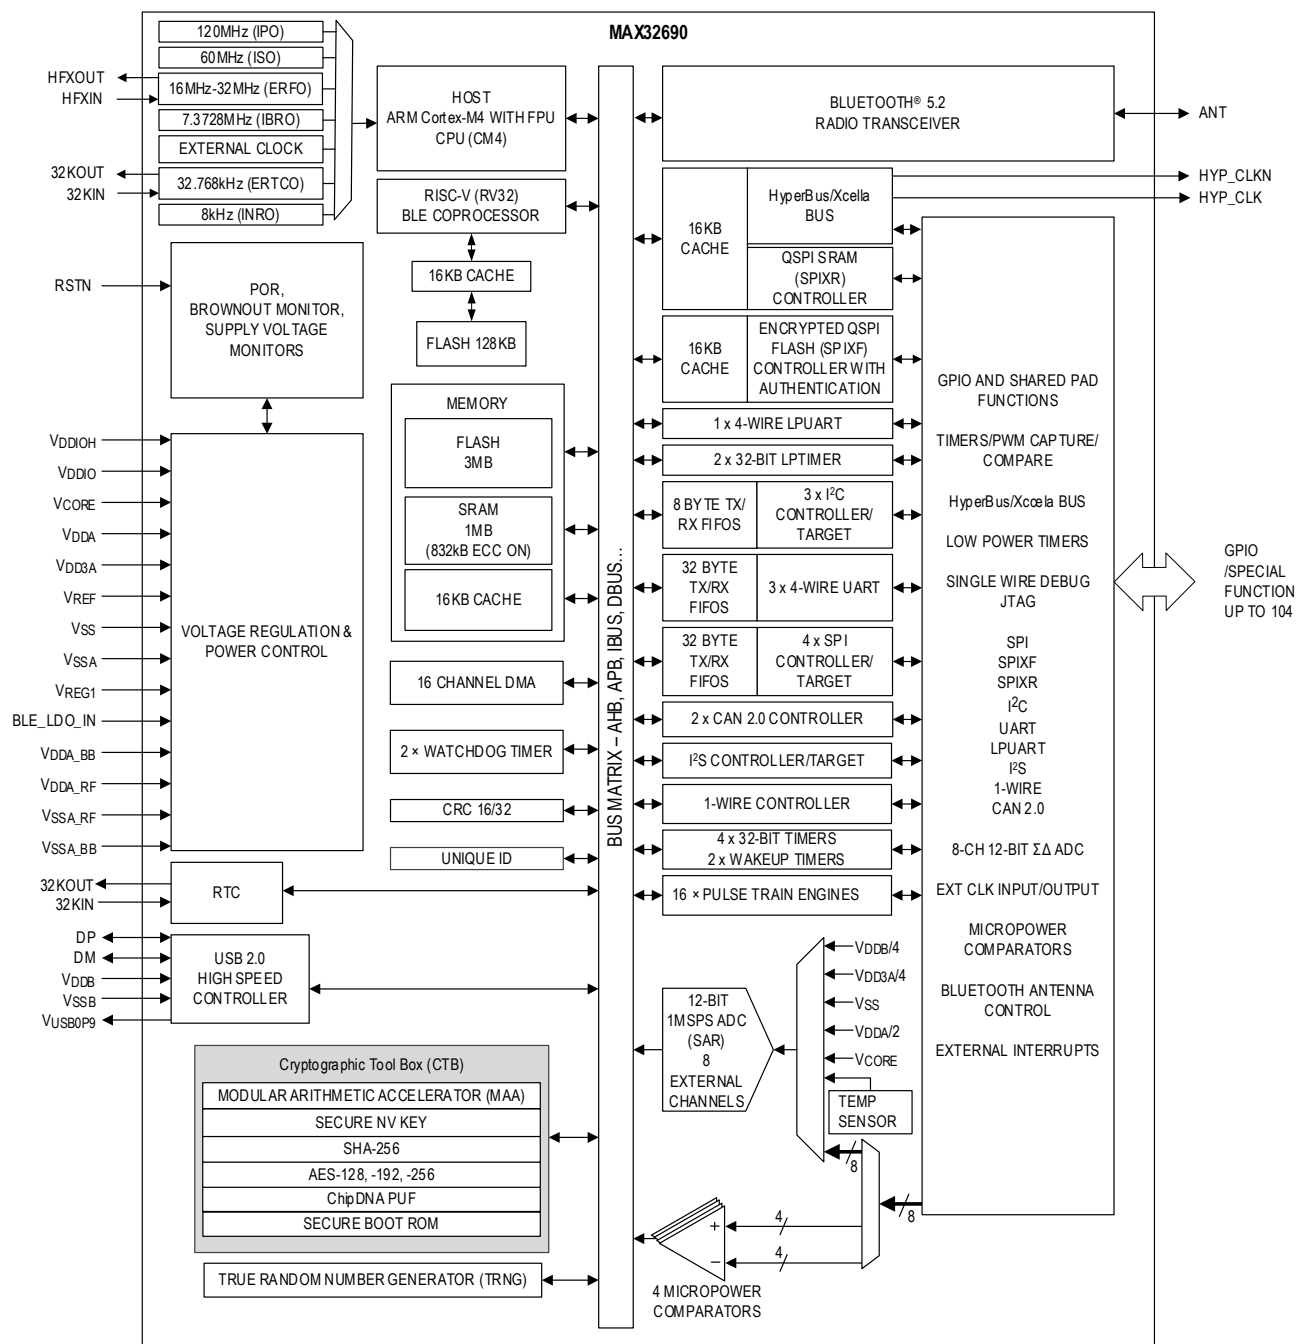 MAX32690
120MHz (IPO)
60MHz (ISO)
HFXOUT
HFXIN
16MHz-32MHz (ERFO)
7.3728MHz (IBRO)
EXTERNAL CLOCK
32KOUT
32KIN
32.768kHz (ERTCO)
8kHz (INRO)
HOST
ARM Cortex-M4 WITH FPU
CPU (CM4)
RISC-V (RV32)
BLE COPROCESSOR
16KB CACHE
FLASH 128KB
RSTN
POR,
BROWNOUT MONITOR,
SUPPLY VOLTAGE
MONITORS
VDDIOH
VDDIO
VCORE
VDDA
VDD3A
VREF
VSS
VSSA
VREG1
BLE_LDO_IN
VDDA_BB
VDDA_RF
VSSA_RF
VSSA_BB
VOLTAGE REGULATION &
POWER CONTROL
MEMORY
FLASH
3MB
SRAM
1MB
(832kB ECC ON)
16KB CACHE
16 CHANNEL DMA
2 × WATCHDOG TIMER
CRC 16/32
UNIQUE ID
32KOUT
32KIN
RTC
DP
DM
VDDB
VSSB
VUSB0P9
USB 2.0
HIGH SPEED
CONTROLLER
Cryptographic Tool Box (CTB)
MODULAR ARITHMETIC ACCELERATOR (MAA)
SECURE NV KEY
SHA-256
AES-128, -192, -256
ChipDNA PUF
SECURE BOOT ROM
TRUE RANDOM NUMBER GENERATOR (TRNG)
BUS MATRIX – AHB, APB, IBUS, DBUS...
BLUETOOTH® 5.2
RADIO TRANSCEIVER
ANT
HYP_CLKN
HYP_CLK
16KB
CACHE
HyperBus/Xcella
BUS
QSPI SRAM
(SPIXR)
CONTROLLER
16KB
CACHE
ENCRYPTED QSPI
FLASH (SPIXF)
CONTROLLER WITH
AUTHENTICATION
1 x 4-WIRE LPUART
2 x 32-BIT LPTIMER
8 BYTE TX/
RX FIFOS
3 x I²C
CONTROLLER/
TARGET
32 BYTE
TX/RX
FIFOS
3 x 4-WIRE UART
32 BYTE
TX/RX
FIFOS
4 x SPI
CONTROLLER/
TARGET
2 x CAN 2.0 CONTROLLER
I²S CONTROLLER/TARGET
1-WIRE CONTROLLER
4 x 32-BIT TIMERS
2 x WAKEUP TIMERS
16 × PULSE TRAIN ENGINES
12-BIT
1MSPS ADC
(SAR)
8
EXTERNAL
CHANNELS
VDDB/4
VDD3A/4
VSS
VDDA/2
VCORE
TEMP
SENSOR
8
8
4
4
+
–
4 MICROPOWER
COMPARATORS
GPIO AND SHARED PAD
FUNCTIONS
TIMERS/PWM CAPTURE/
COMPARE
HyperBus/Xccela BUS
LOW POWER TIMERS
SINGLE WIRE DEBUG
JTAG
SPI
SPIXF
SPIXR
I²C
UART
LPUART
I²S
1-WIRE
CAN 2.0
8-CH 12-BIT ΣΔ ADC
EXT CLK INPUT/OUTPUT
MICROPOWER
COMPARATORS
BLUETOOTH ANTENNA
CONTROL
EXTERNAL INTERRUPTS
GPIO
/SPECIAL
FUNCTION
UP TO 104